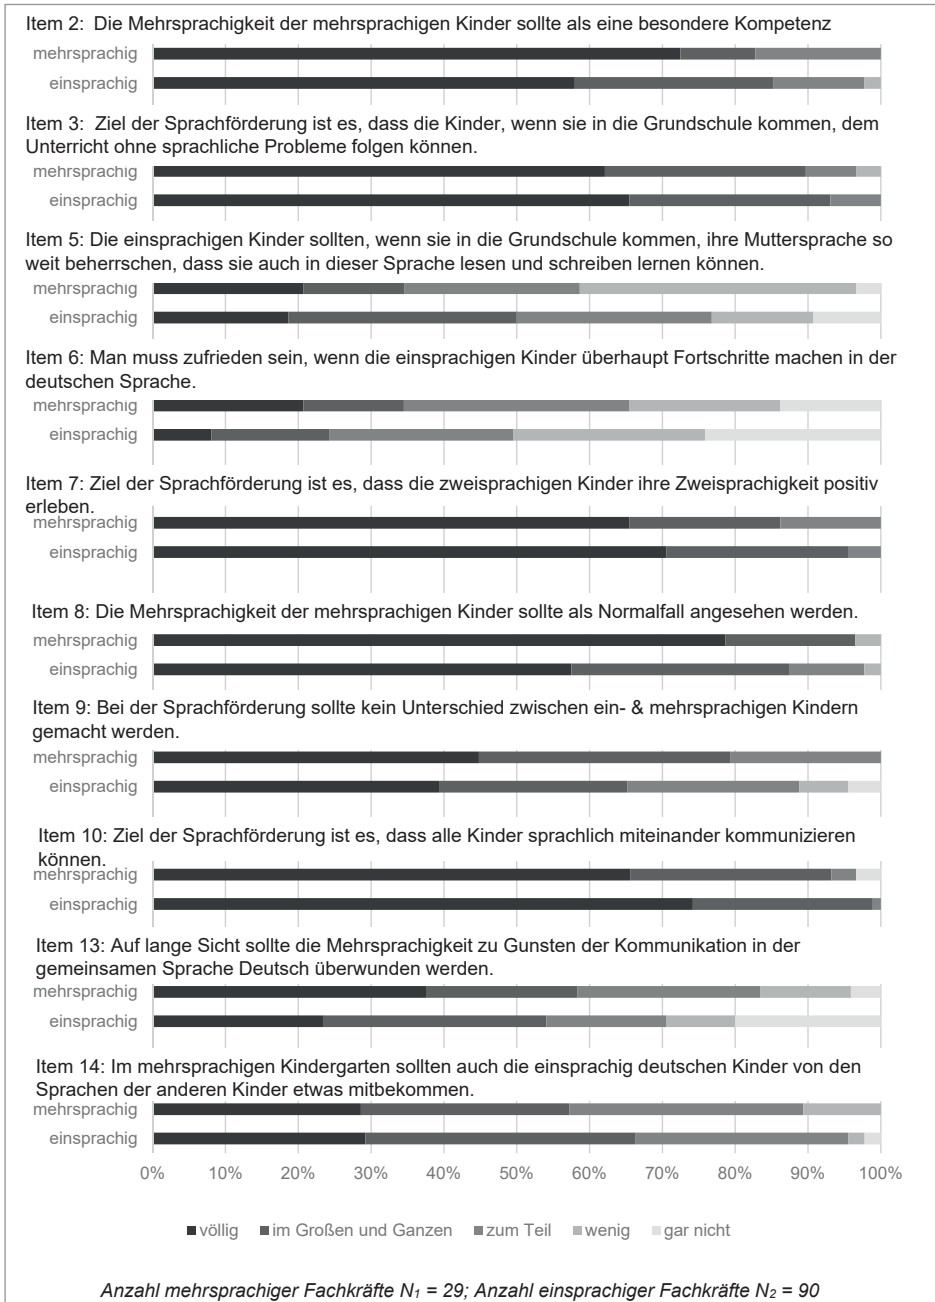 Item 2: Die Mehrsprachigkeit der mehrsprachigen Kinder sollte als eine besondere Kompetenz
mehrsprachig
einsprachig
Item 3: Ziel der Sprachförderung ist es, dass die Kinder, wenn sie in die Grundschule kommen, dem
Unterricht ohne sprachliche Probleme folgen können.
mehrsprachig
einsprachig
Item 5: Die einsprachigen Kinder sollten, wenn sie in die Grundschule kommen, ihre Muttersprache so
weit beherrschen, dass sie auch in dieser Sprache lesen und schreiben lernen können.
mehrsprachig
einsprachig
Item 6: Man muss zufrieden sein, wenn die einsprachigen Kinder überhaupt Fortschritte machen in der
deutschen Sprache.
mehrsprachig
einsprachig
Item 7: Ziel der Sprachförderung ist es, dass die zweisprachigen Kinder ihre Zweisprachigkeit positiv
erleben.
mehrsprachig
einsprachig
Item 8: Die Mehrsprachigkeit der mehrsprachigen Kinder sollte als Normalfall angesehen werden.
mehrsprachig
einsprachig
Item 9: Bei der Sprachförderung sollte kein Unterschied zwischen ein- & mehrsprachigen Kindern
gemacht werden.
mehrsprachig
einsprachig
Item 10: Ziel der Sprachförderung ist es, dass alle Kinder sprachlich miteinander kommunizieren
können.
mehrsprachig
einsprachig
Item 13: Auf lange Sicht sollte die Mehrsprachigkeit zu Gunsten der Kommunikation in der
gemeinsamen Sprache Deutsch überwunden werden.
mehrsprachig
einsprachig
Item 14: Im mehrsprachigen Kindergarten sollten auch die einsprachig deutschen Kinder von den
Sprachen der anderen Kinder etwas mitbekommen.
mehrsprachig
einsprachig
0% 10% 20% 30% 40% 50% 60% 70% 80% 90% 100%
völlig im Großen und Ganzen zum Teil wenig gar nicht
Anzahl mehrsprachiger Fachkräfte N₁ = 29; Anzahl einsprachiger Fachkräfte N₂ = 90